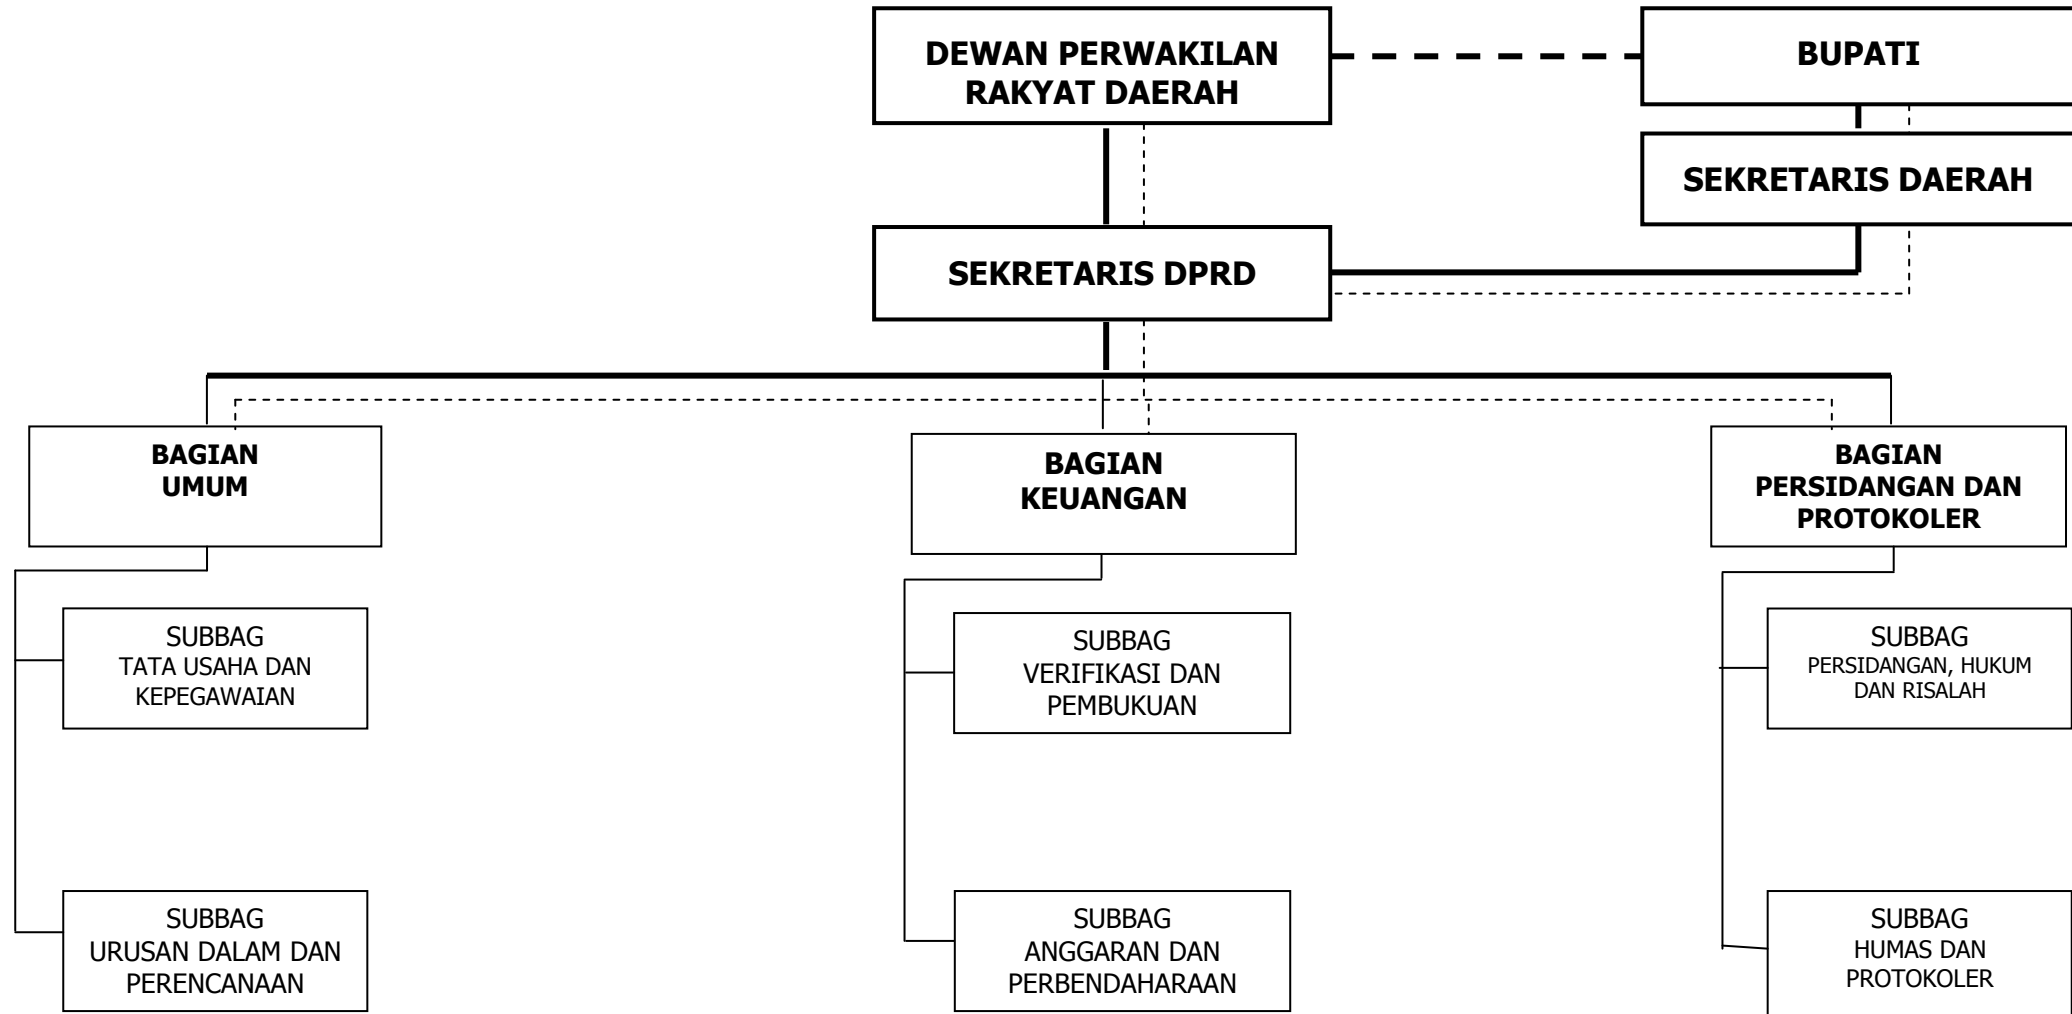 DEWAN PERWAKILAN
RAKYAT DAERAH
BUPATI
SEKRETARIS DAERAH
SEKRETARIS DPRD
BAGIAN
UMUM
BAGIAN
KEUANGAN
BAGIAN
PERSIDANGAN DAN
PROTOKOLER
SUBBAG
TATA USAHA DAN
KEPEGAWAIAN
SUBBAG
VERIFIKASI DAN
PEMBUKUAN
SUBBAG
PERSIDANGAN, HUKUM
DAN RISALAH
SUBBAG
URUSAN DALAM DAN
PERENCANAAN
SUBBAG
ANGGARAN DAN
PERBENDAHARAAN
SUBBAG
HUMAS DAN
PROTOKOLER